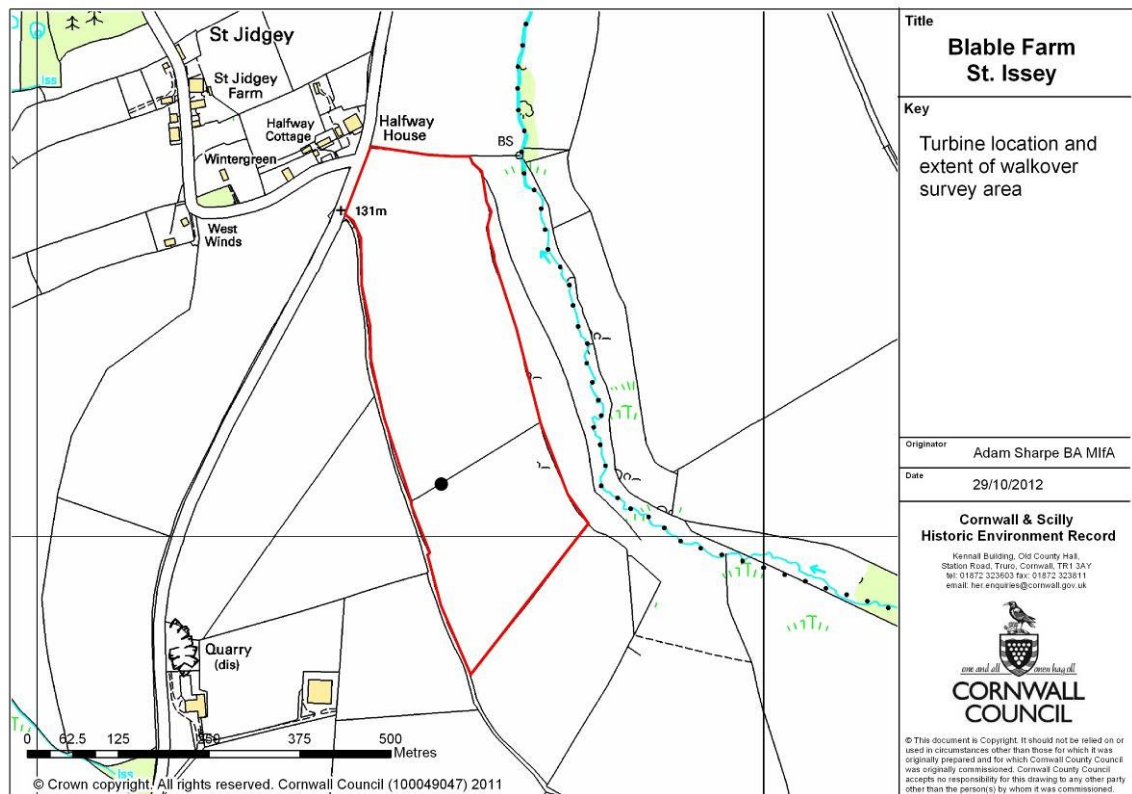 St Jidgey
St Jidgey
Farm
Halfway
Cottage
Halfway
House
Wintergreen
West
Winds
131m
BS
Iss
Quarry
(dis)
Iss
0 62.5 125 250 375 500
Metres
© Crown copyright. All rights reserved. Cornwall Council (100049047) 2011
Title
Blable Farm
St. Issey
Key
Turbine location and
extent of walkover
survey area
Originator
Adam Sharpe BA MIfA
Date
29/10/2012
Cornwall & Scilly
Historic Environment Record
Kennall Building, Old County Hall,
Station Road, Truro, Cornwall, TR1 3AY
tel: 01872 323603 fax: 01872 323811
email: her.enquiries@cornwall.gov.uk
one and all onen hag oll
CORNWALL
COUNCIL
© This document is Copyright. It should not be relied on or
used in circumstances other than those for which it was
originally prepared and for which Cornwall County Council
was originally commissioned. Cornwall County Council
accepts no responsibility for this drawing to any other party
other than the person(s) by whom it was commissioned.